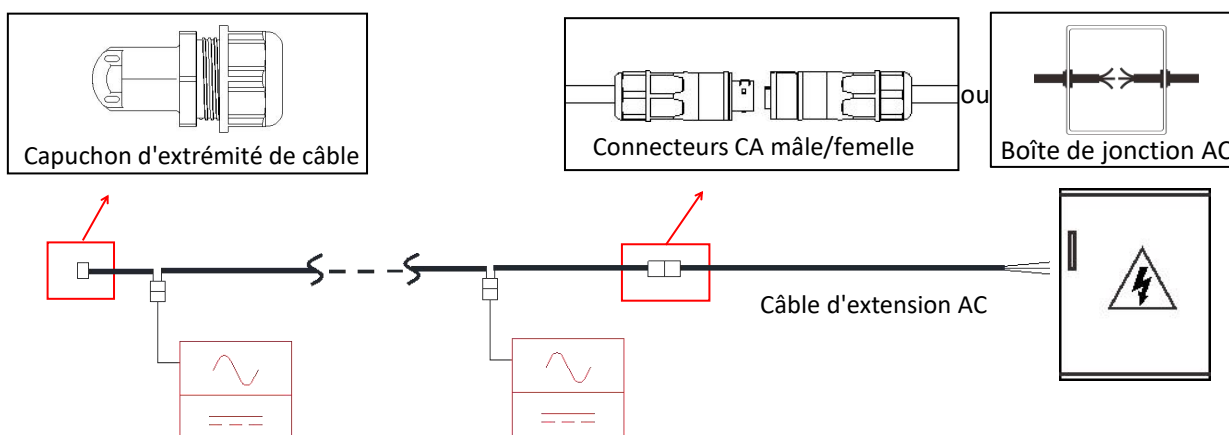 Capuchon d'extrémité de câble
Connecteurs CA mâle/femelle
ou
Boîte de jonction AC
Câble d'extension AC